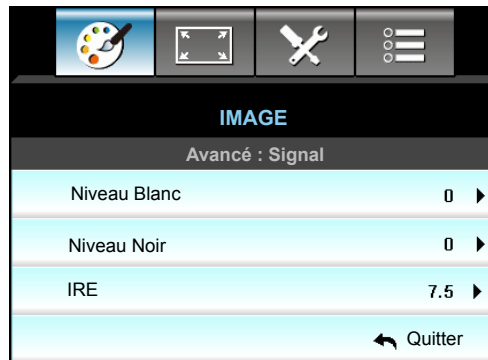 IMAGE
Avancé : Signal
Niveau Blanc 0
Niveau Noir 0
IRE 7.5
Quitter